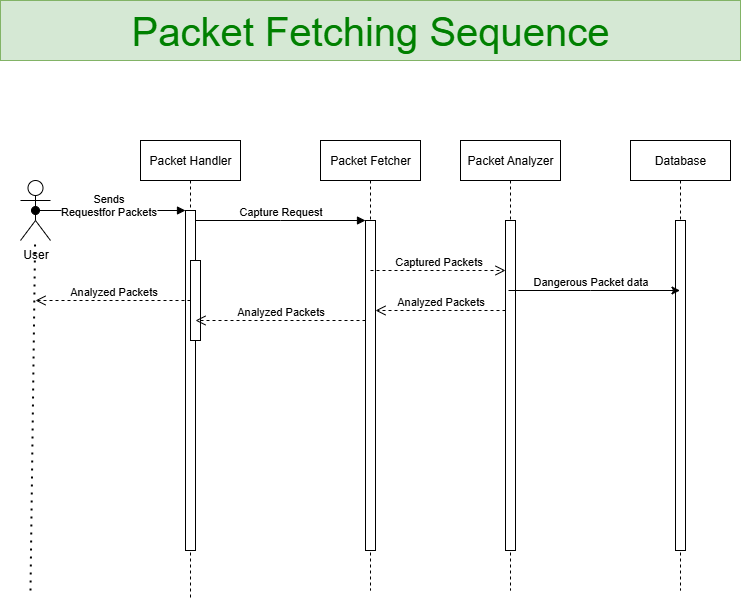 Packet Fetching Sequence
Packet Handler
Packet Fetcher
Packet Analyzer
Database
Sends
Requestfor Packets
Capture Request
User
Captured Packets
Dangerous Packet data
Analyzed Packets
Analyzed Packets
Analyzed Packets